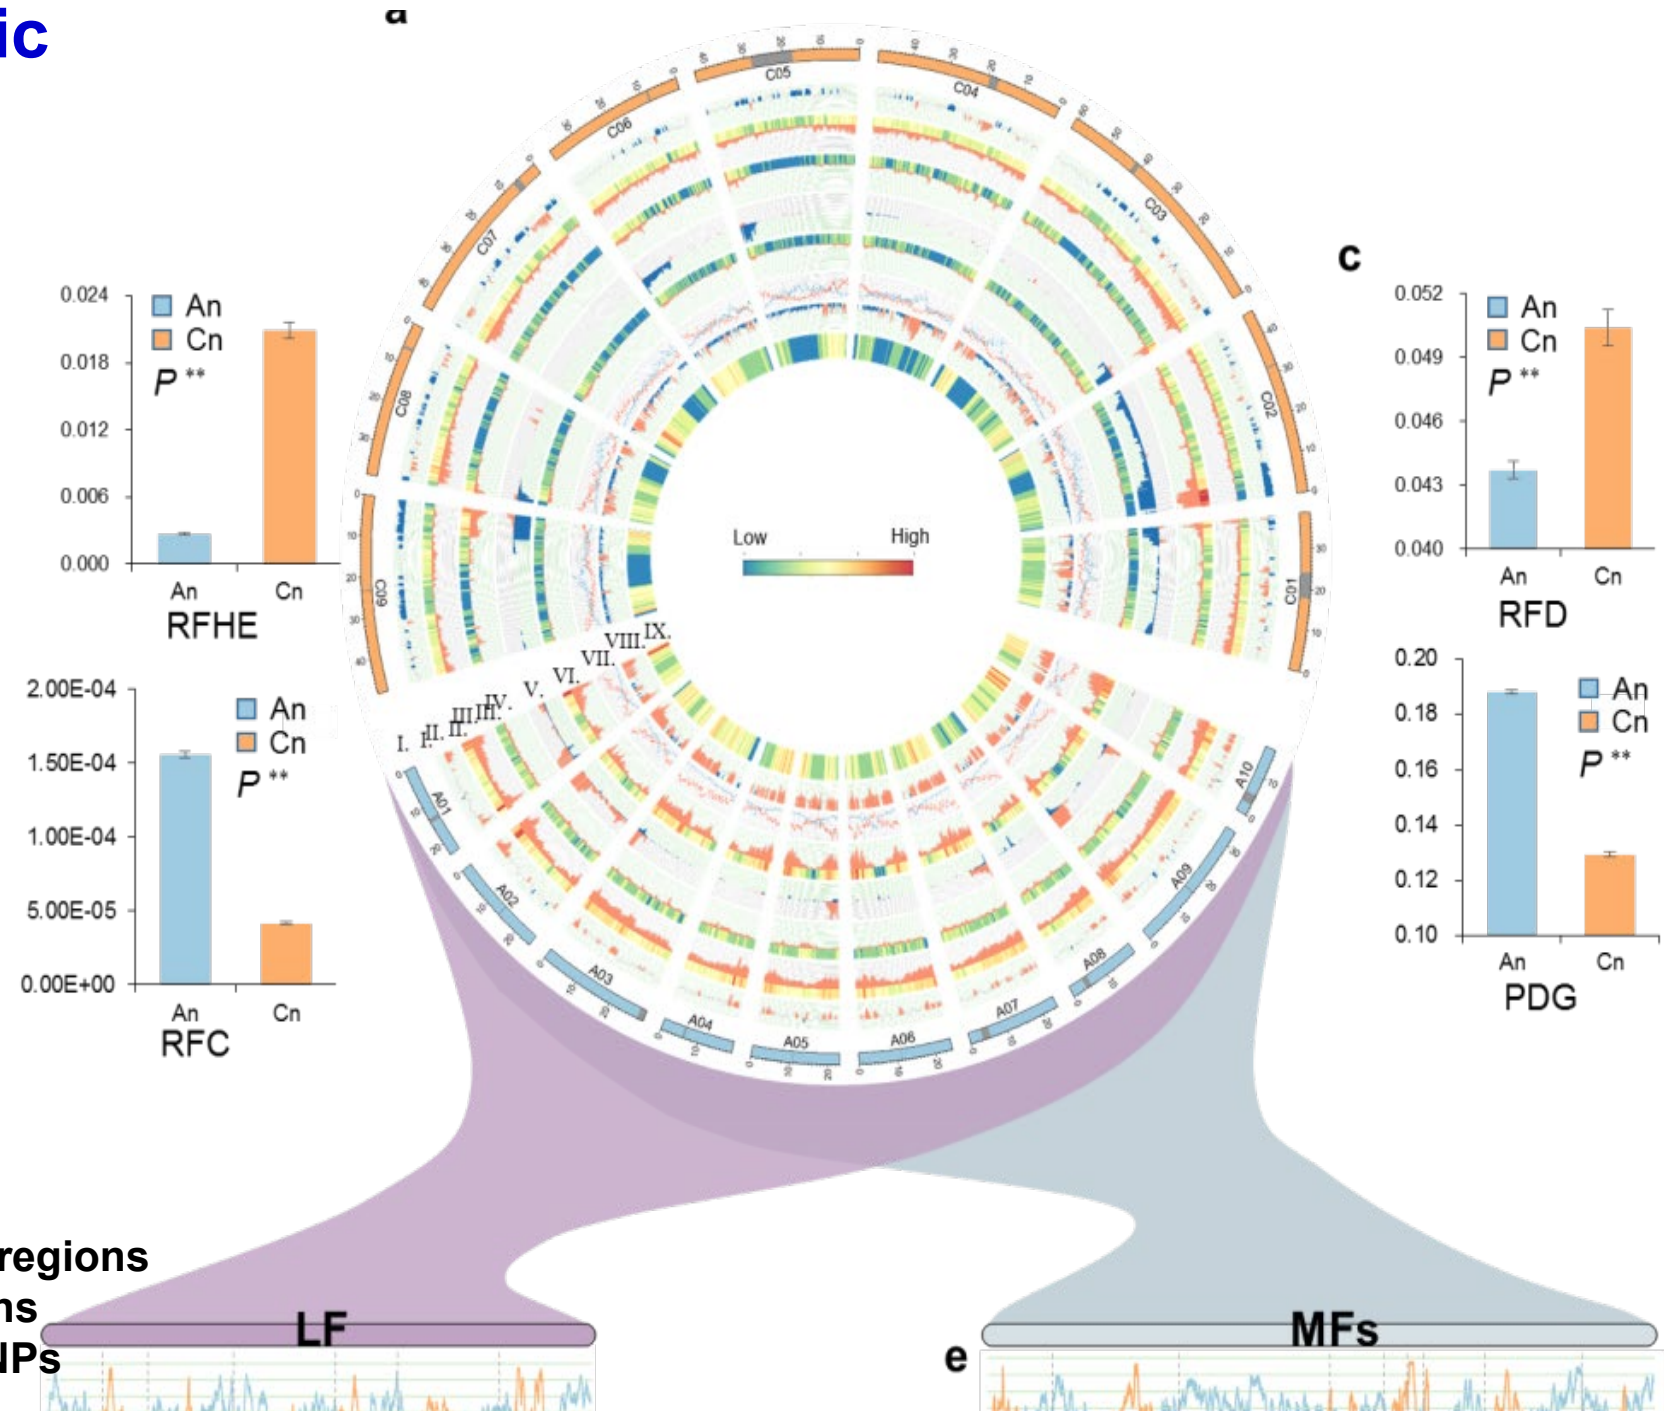 ic
a
0.024
0.018
0.012
0.006
0.000
An
Cn
P **
An
Cn
RFHE
2.00E-04
1.50E-04
1.00E-04
5.00E-05
0.00E+00
An
Cn
P **
An
Cn
RFC
C05
C04
C03
C02
C01
C06
C07
C08
C09
Low
High
I.
II.
III.
IV.
V.
VI.
VII.
VIII.
IX.
A01
A02
A03
A04
A05
A06
A07
A08
A09
A10
c
0.052
0.049
0.046
0.043
0.040
An
Cn
P **
An
Cn
RFD
0.20
0.18
0.16
0.14
0.12
0.10
An
Cn
P **
An
Cn
PDG
regions
ns
NPs
LF
MFs
e